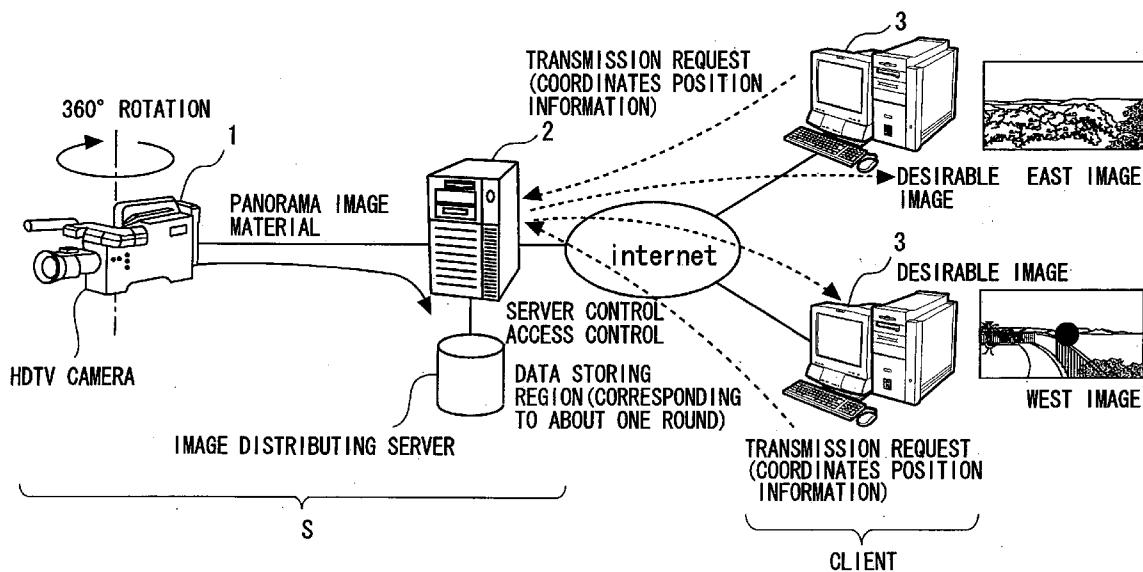 360° ROTATION
1
PANORAMA IMAGE
MATERIAL
HDTV CAMERA
2
TRANSMISSION REQUEST
(COORDINATES POSITION
INFORMATION)
3
DESIRABLE
IMAGE
EAST IMAGE
internet
3
DESIRABLE IMAGE
WEST IMAGE
SERVER CONTROL
ACCESS CONTROL
DATA STORING
REGION(CORRESPONDING
TO ABOUT ONE ROUND)
IMAGE DISTRIBUTING SERVER
TRANSMISSION REQUEST
(COORDINATES POSITION
INFORMATION)
S
CLIENT